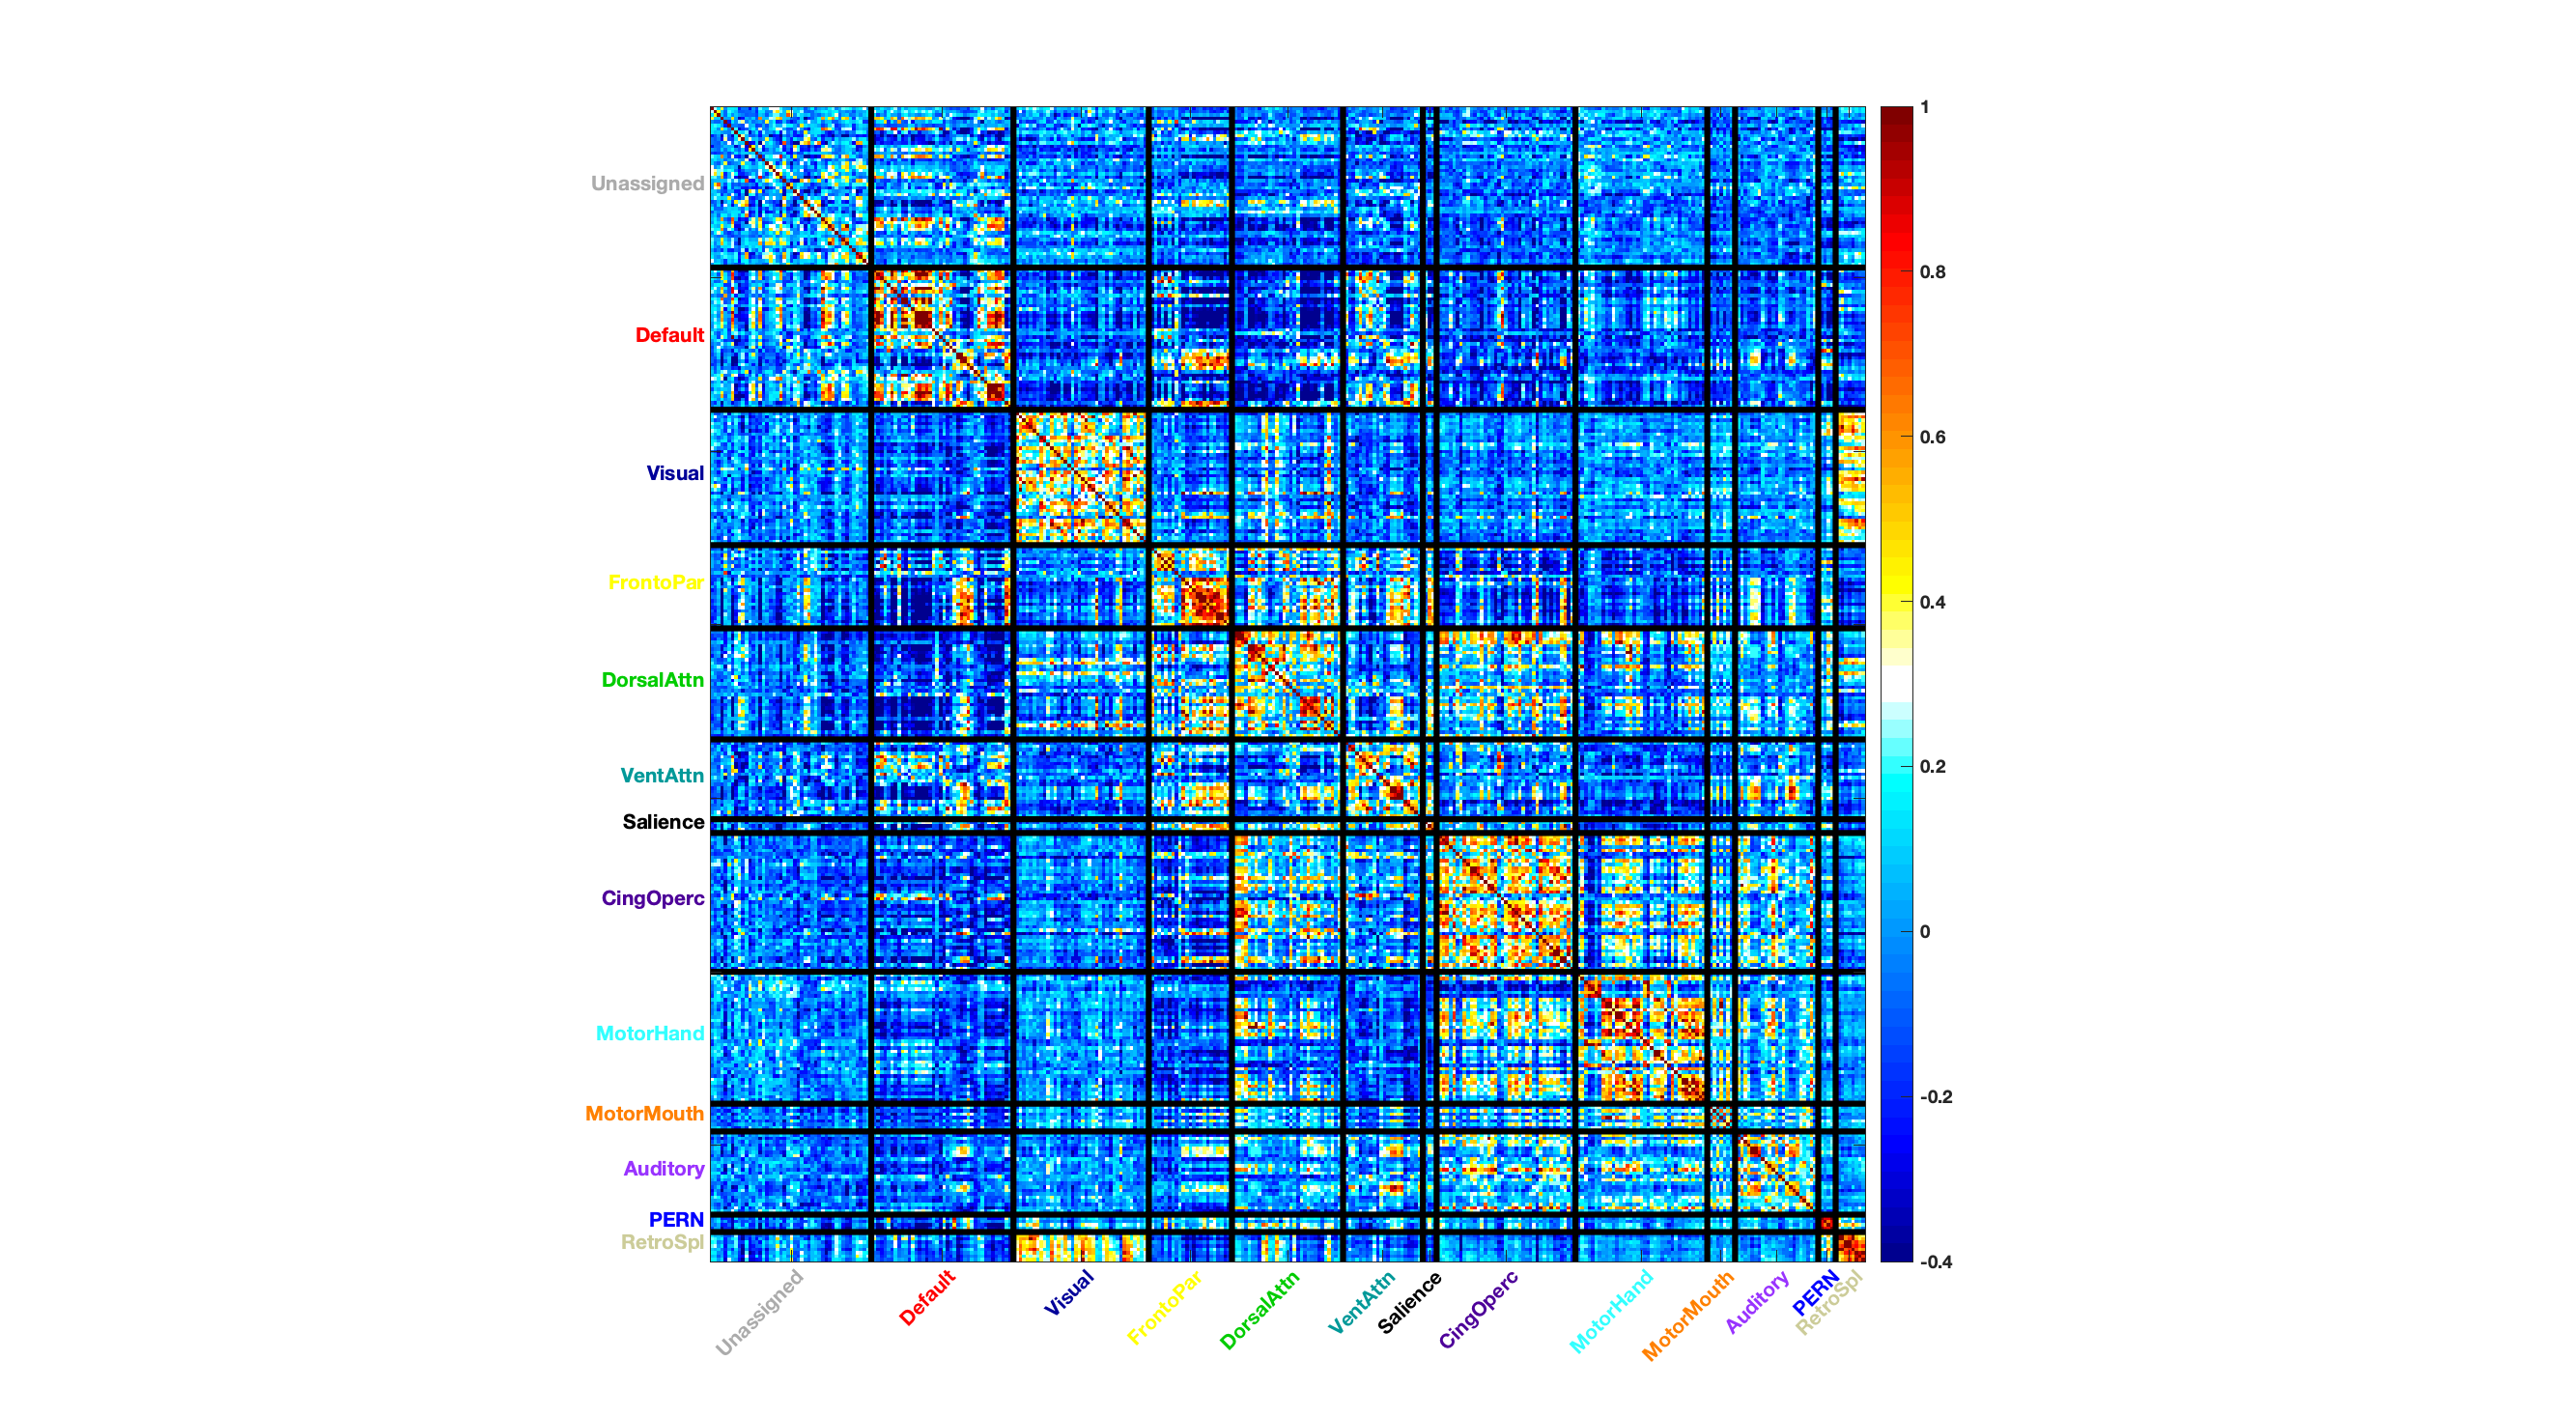 Unassigned
Default
Visual
FrontoPar
DorsalAttn
VentAttn
Salience
CingOperc
MotorHand
MotorMouth
Auditory
PERN
RetroSpl
Unassigned
Default
Visual
FrontoPar
DorsalAttn
VentAttn
Salience
CingOperc
MotorHand
MotorMouth
Auditory
PERN
RetroSpl
1
0.8
0.6
0.4
0.2
0
-0.2
-0.4